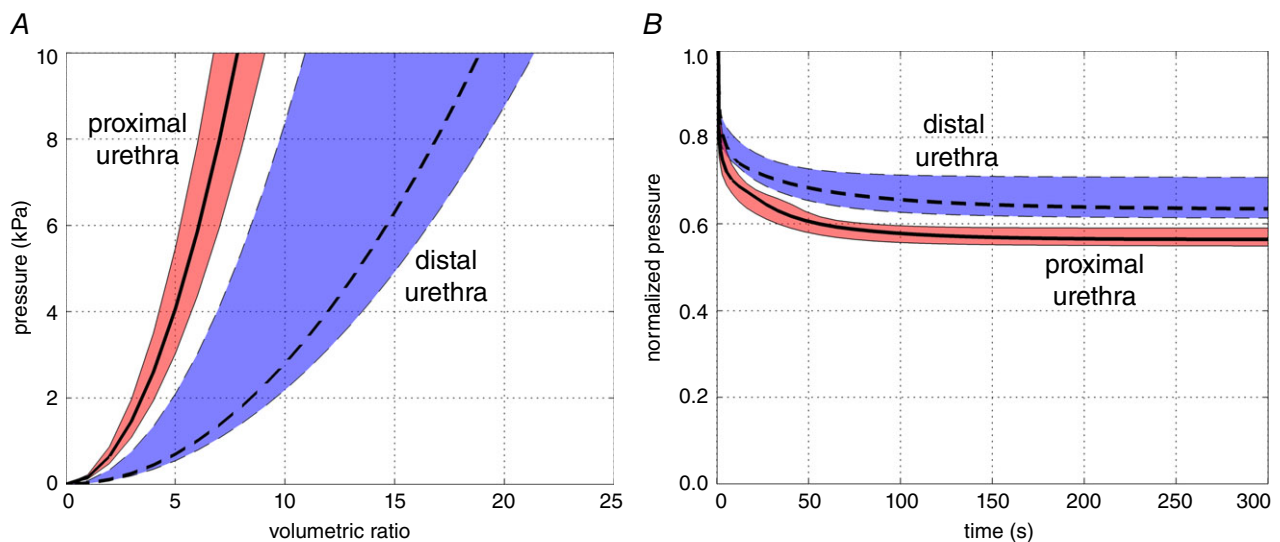 A
10
8
6
4
2
0
pressure (kPa)
proximal
urethra
distal
urethra
0
5
10
15
20
25
volumetric ratio
B
1.0
0.8
0.6
0.4
0.2
0.0
normalized pressure
distal
urethra
proximal
urethra
0
50
100
150
200
250
300
time (s)